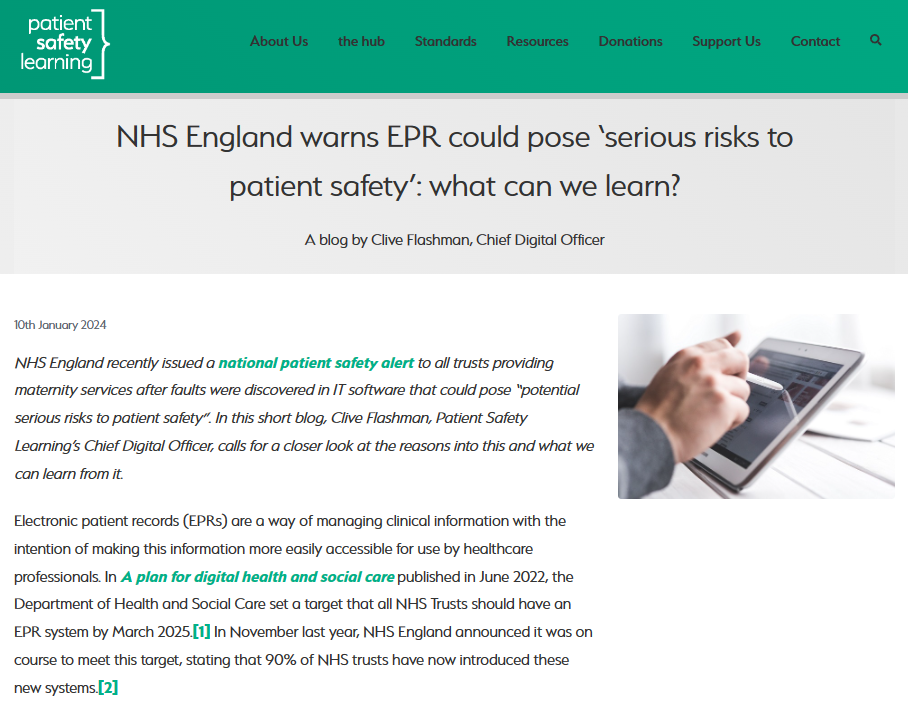 patient
safety
learning
About Us the hub Standards Resources Donations Support Us Contact
NHS England warns EPR could pose ‘serious risks to
patient safety’: what can we learn?
A blog by Clive Flashman, Chief Digital Officer
10th January 2024
NHS England recently issued a national patient safety alert to all trusts providing
maternity services after faults were discovered in IT software that could pose “potential
serious risks to patient safety”. In this short blog, Clive Flashman, Patient Safety
Learning’s Chief Digital Officer, calls for a closer look at the reasons into this and what we
can learn from it.
Electronic patient records (EPRs) are a way of managing clinical information with the
intention of making this information more easily accessible for use by healthcare
professionals. In A plan for digital health and social care published in June 2022, the
Department of Health and Social Care set a target that all NHS Trusts should have an
EPR system by March 2025.[1] In November last year, NHS England announced it was on
course to meet this target, stating that 90% of NHS trusts have now introduced these
new systems.[2]